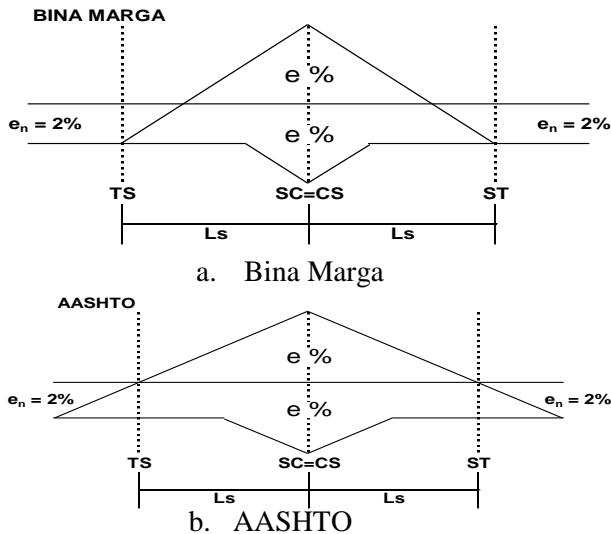 BINA MARGA
e %
e %
eₙ = 2%
eₙ = 2%
TS
SC=CS
ST
Ls
Ls
a. Bina Marga
AASHTO
e %
e %
eₙ = 2%
eₙ = 2%
TS
SC=CS
ST
Ls
Ls
b. AASHTO